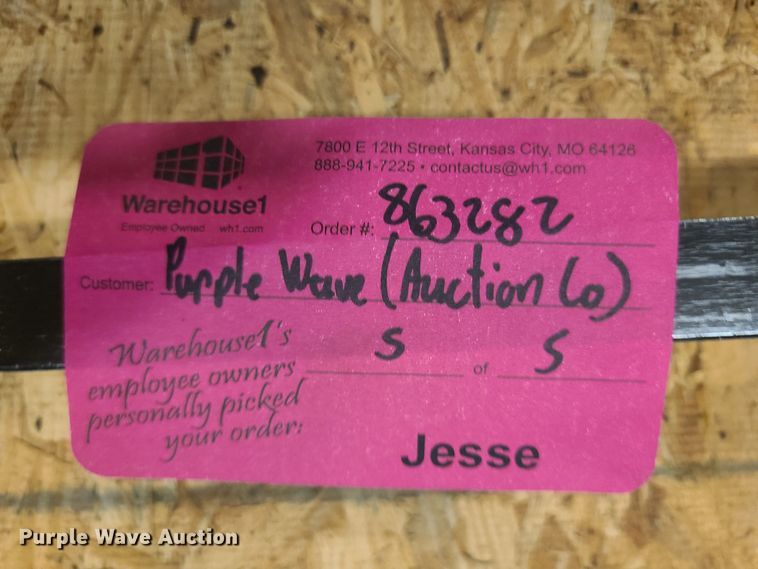 7800 E 12th Street, Kansas City, MO 64126
888-941-7225 • contactus@wh1.com
Warehouse1
Employee Owned wh1.com
Order #: 863282
Customer: Purple Wave (Auction Co)
Warehouse1's
employee owners
personally picked
your order:
5 of 5
Jesse
Purple Wave Auction